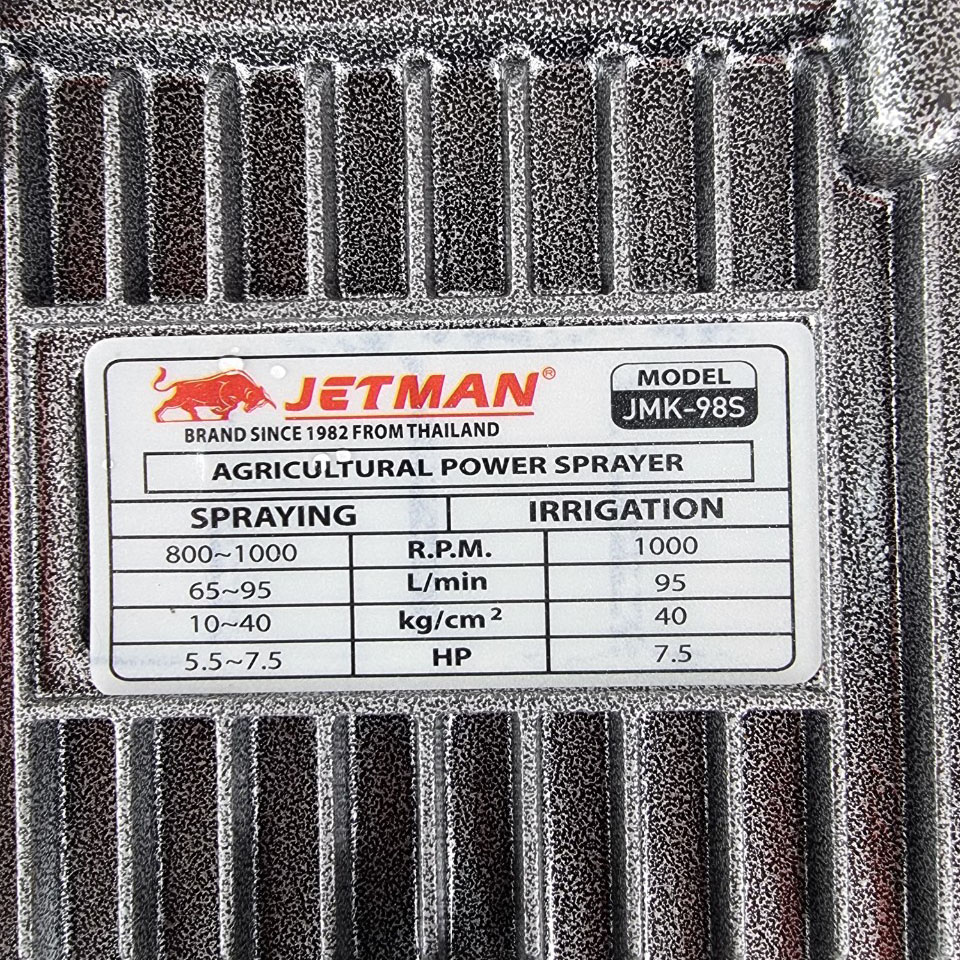 JETMAN®
BRAND SINCE 1982 FROM THAILAND
MODEL
JMK-98S
AGRICULTURAL POWER SPRAYER
SPRAYING IRRIGATION
800~1000 R.P.M. 1000
65~95 L/min 95
10~40 kg/cm² 40
5.5~7.5 HP 7.5